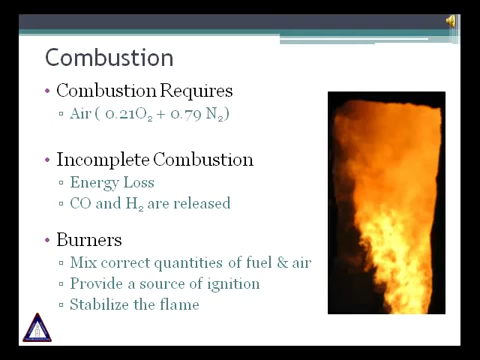 Combustion
• Combustion Requires
▫ Air ( 0.21O₂ + 0.79 N₂)
• Incomplete Combustion
▫ Energy Loss
▫ CO and H₂ are released
• Burners
▫ Mix correct quantities of fuel & air
▫ Provide a source of ignition
▫ Stabilize the flame